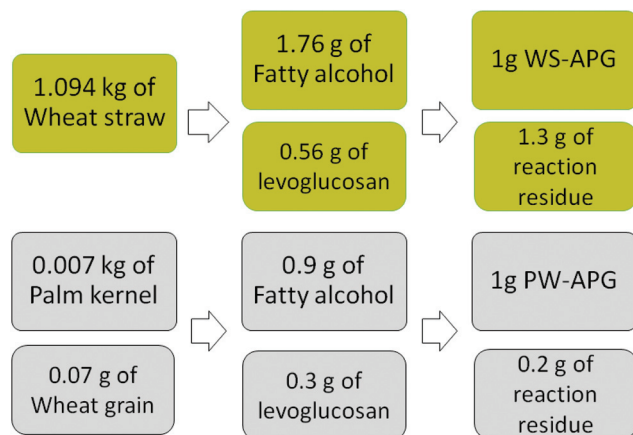 1.094 kg of
Wheat straw
1.76 g of
Fatty alcohol
0.56 g of
levoglucosan
1g WS-APG
1.3 g of
reaction
residue
0.007 kg of
Palm kernel
0.07 g of
Wheat grain
0.9 g of
Fatty alcohol
0.3 g of
levoglucosan
1g PW-APG
0.2 g of
reaction
residue